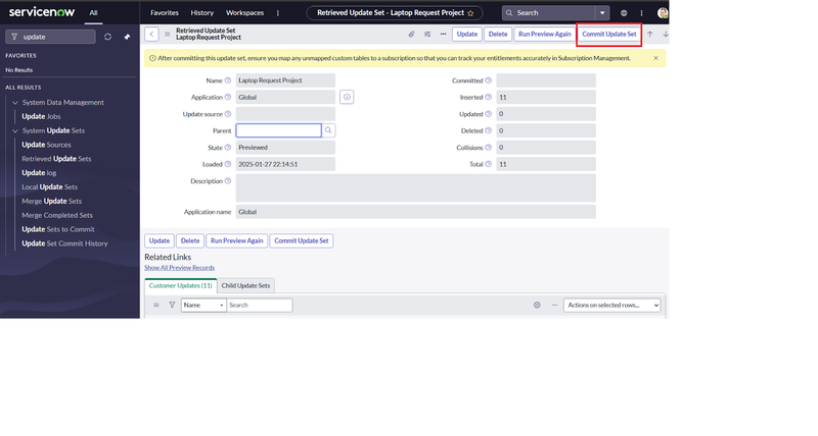 servicenow All Favorites History Workspaces Retrieved Update Set - Laptop Request Project Search
update
FAVORITES
No Results
ALL RESULTS
System Data Management
Update Jobs
System Update Sets
Update Sources
Retrieved Update Sets
Update log
Local Update Sets
Merge Update Sets
Merge Completed Sets
Update Sets to Commit
Update Set Commit History
Retrieved Update Set
Laptop Request Project
Update Delete Run Preview Again Commit Update Set
After committing this update set, ensure you map any unmapped custom tables to a subscription so that you can track your entitlements accurately in Subscription Management.
Name Laptop Request Project Committed
Application Global Inserted 11
Update source Updated 0
Parent Deleted 0
State Previewed Collisions 0
Loaded 2025-01-27 22:14:51 Total 11
Description
Application name Global
Update Delete Run Preview Again Commit Update Set
Related Links
Show All Preview Records
Customer Updates (11) Child Update Sets
Name Search Actions on selected rows...